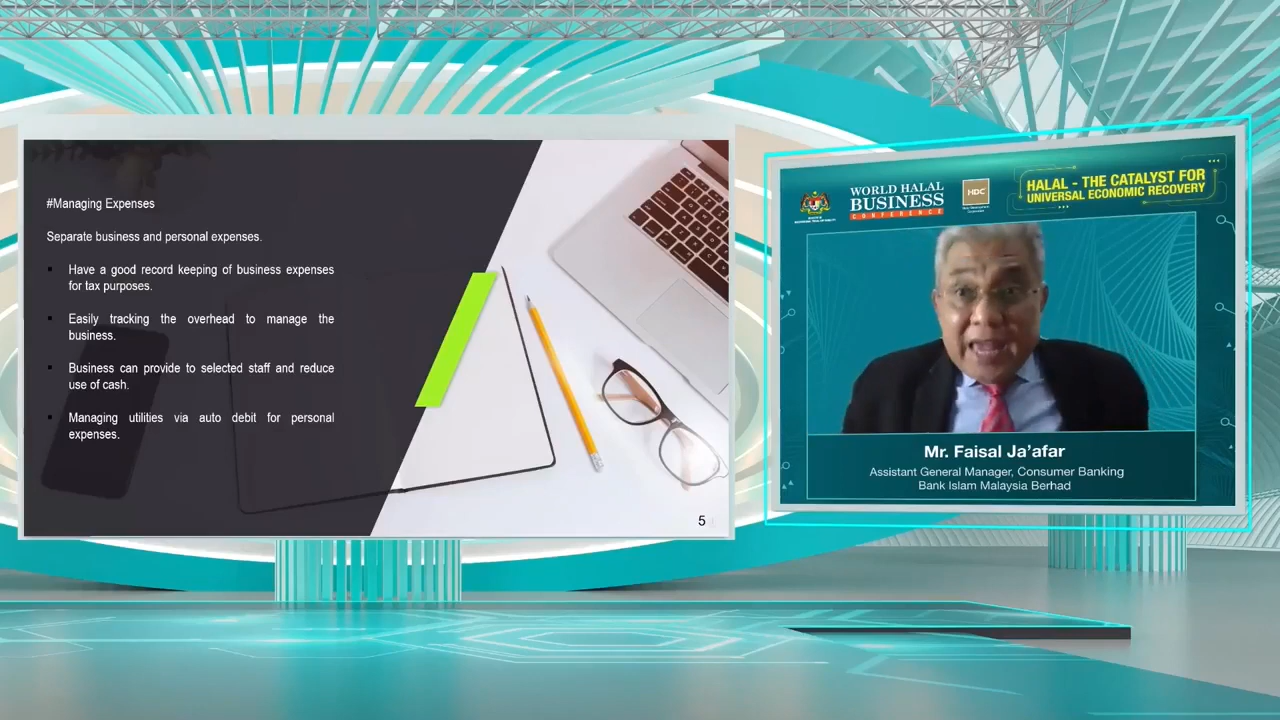 #Managing Expenses
Separate business and personal expenses.
Have a good record keeping of business expenses
for tax purposes.
Easily tracking the overhead to manage the
business.
Business can provide to selected staff and reduce
use of cash.
Managing utilities via auto debit for personal
expenses.
5
WORLD HALAL
BUSINESS
CONFERENCE
HDC
HALAL - THE CATALYST FOR
UNIVERSAL ECONOMIC RECOVERY
Mr. Faisal Ja'afar
Assistant General Manager, Consumer Banking
Bank Islam Malaysia Berhad